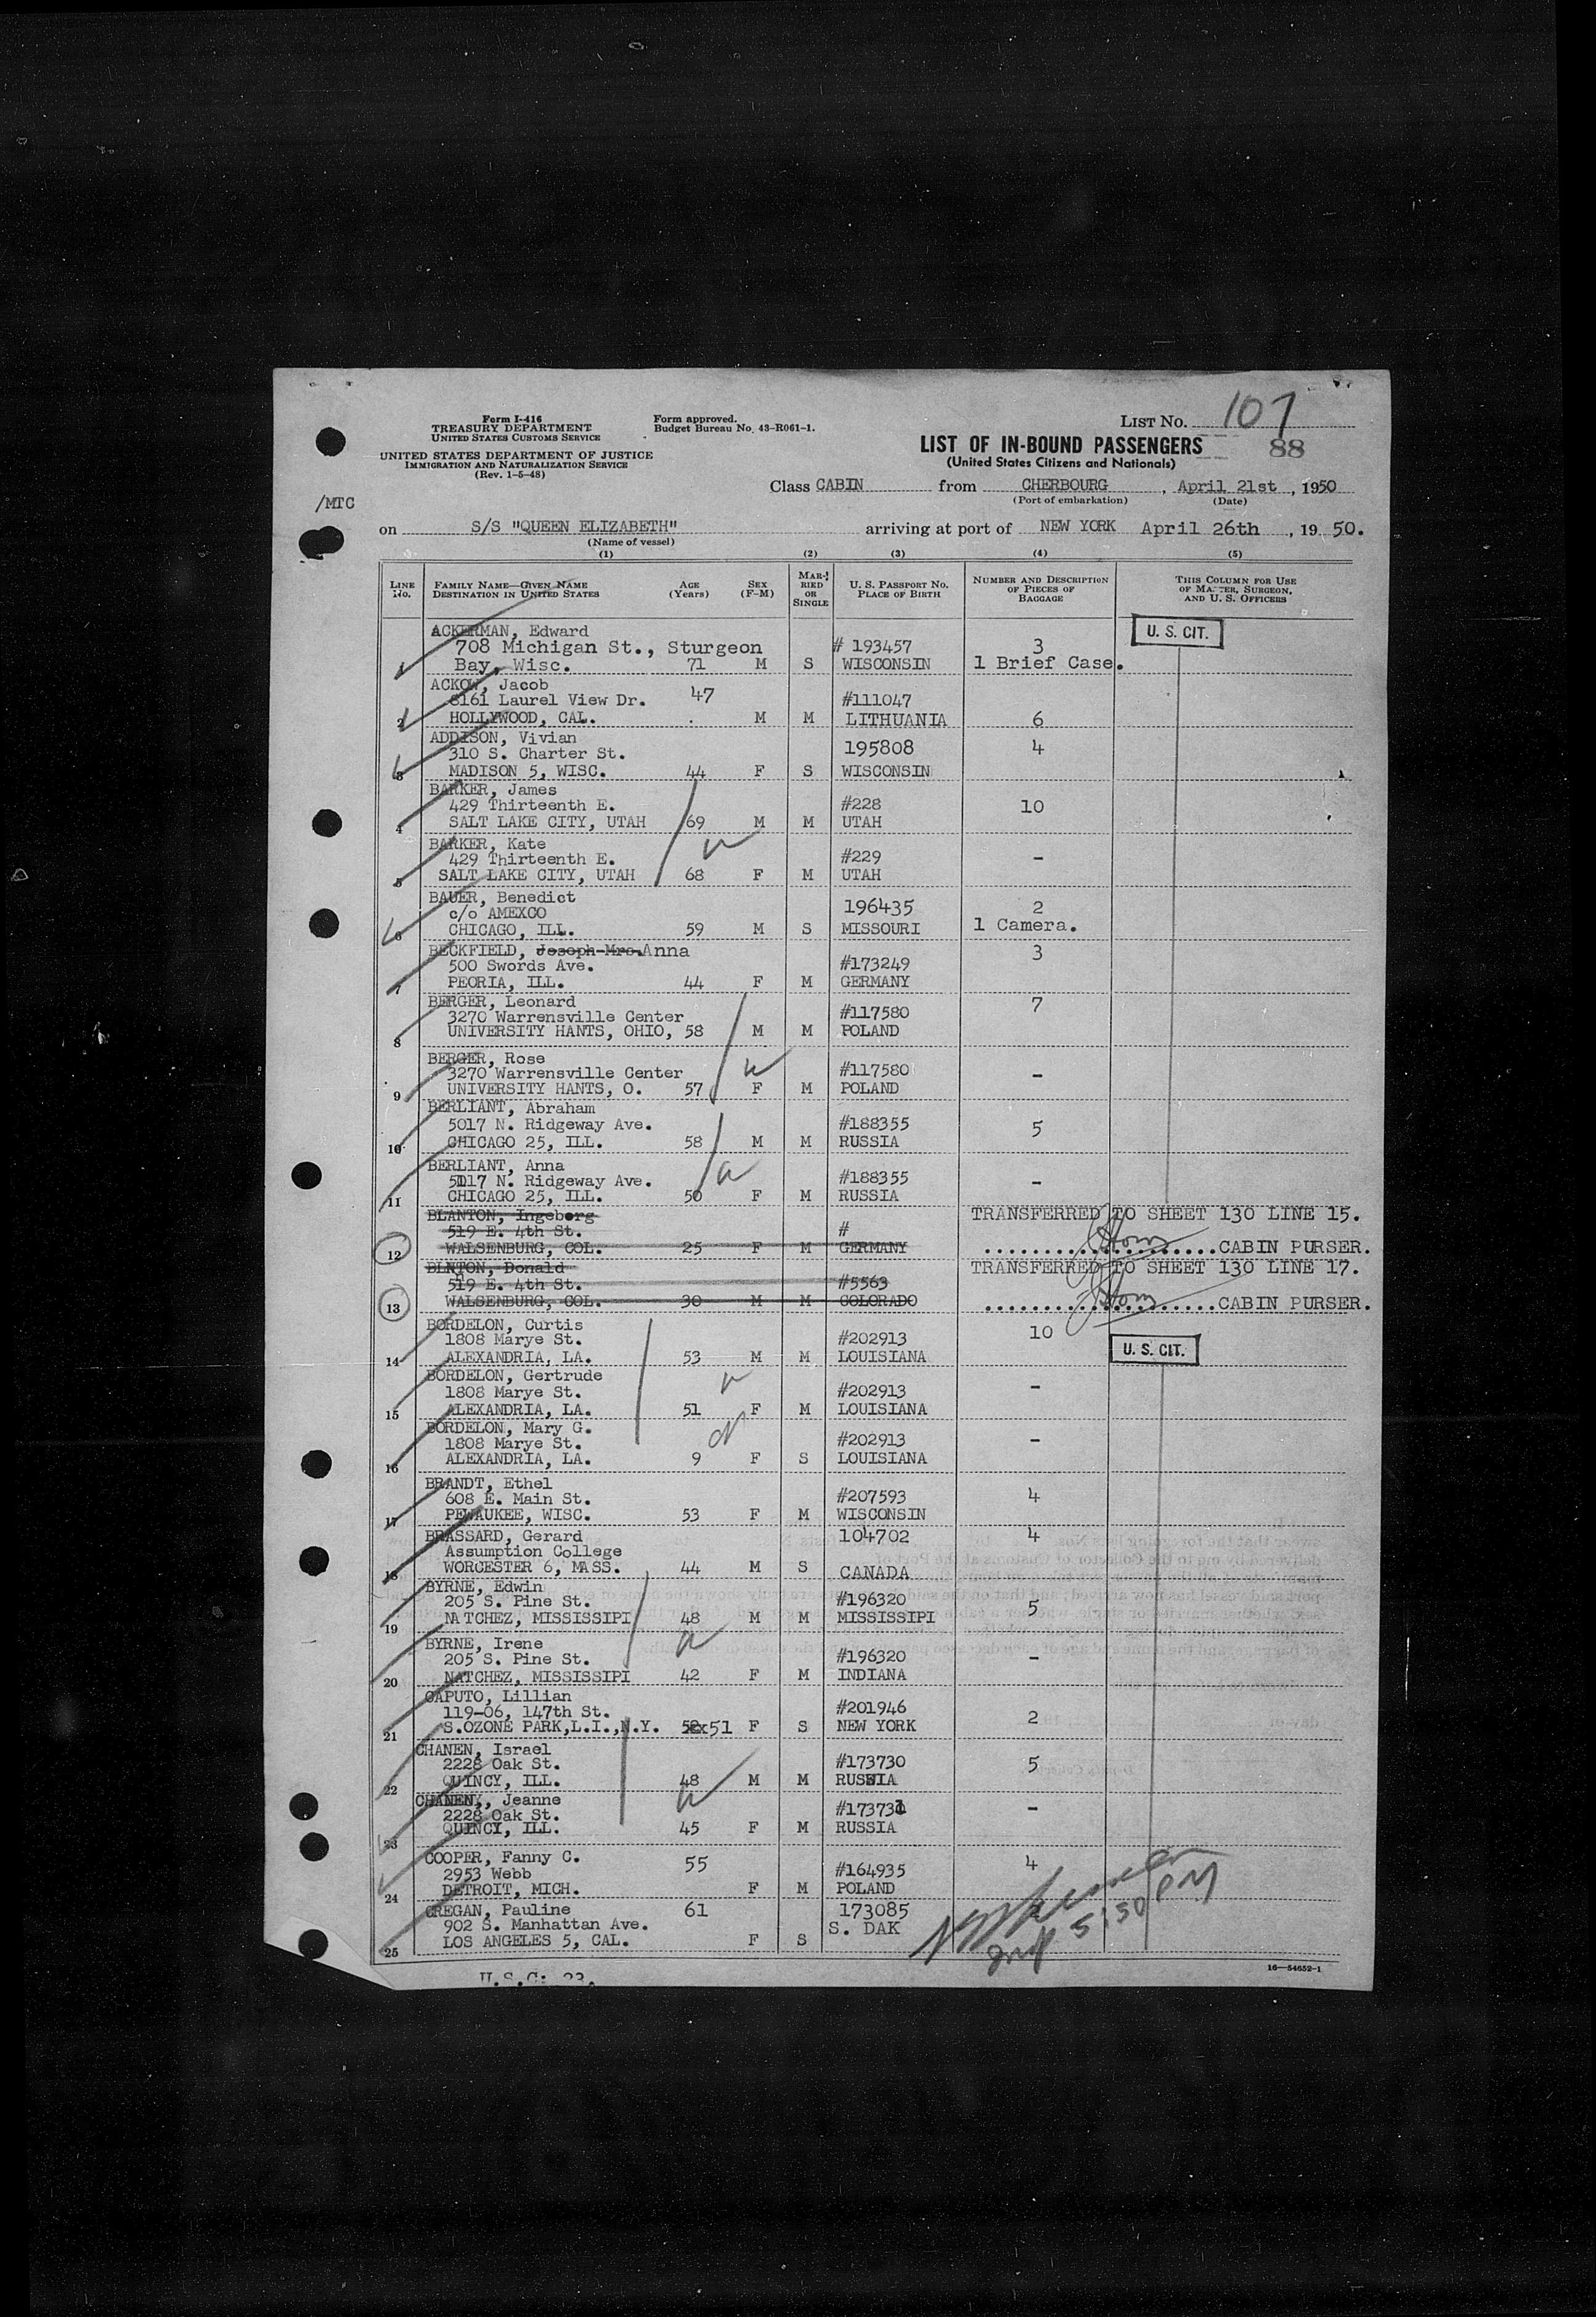 Form I-416
TREASURY DEPARTMENT
UNITED STATES CUSTOMS SERVICE
UNITED STATES DEPARTMENT OF JUSTICE
IMMIGRATION AND NATURALIZATION SERVICE
(Rev. 1-5-48)
Form approved.
Budget Bureau No. 43-R061-1.
LIST No. 107
88
LIST OF IN-BOUND PASSENGERS
(United States Citizens and Nationals)
/MTC
Class CABIN from CHERBOURG, April 21st, 1950
(Port of embarkation) (Date)
on S/S "QUEEN ELIZABETH" arriving at port of NEW YORK April 26th, 19 50.
(Name of vessel)
(1) (2) (3) (4) (5)
LINE No. FAMILY NAME—GIVEN NAME DESTINATION IN UNITED STATES AGE (Years) SEX (F-M) MARRIED OR SINGLE U. S. PASSPORT No. PLACE OF BIRTH NUMBER AND DESCRIPTION OF PIECES OF BAGGAGE THIS COLUMN FOR USE OF MASTER, SURGEON, AND U. S. OFFICERS
ACKERMAN, Edward U. S. CIT.
708 Michigan St., Sturgeon # 193457 3
1 Bay, Wisc. 71 M S WISCONSIN 1 Brief Case.
ACKOW, Jacob 47
8161 Laurel View Dr. #111047
2 HOLLYWOOD, CAL. M M LITHUANIA 6
ADDISON, Vivian
310 S. Charter St. 195808 4
3 MADISON 5, WISC. 44 F S WISCONSIN
BARKER, James
429 Thirteenth E. #228 10
4 SALT LAKE CITY, UTAH 69 M M UTAH
BARKER, Kate
429 Thirteenth E. #229 -
5 SALT LAKE CITY, UTAH 68 F M UTAH
BAUER, Benedict
c/o AMEXCO 196435 2
6 CHICAGO, ILL. 59 M S MISSOURI 1 Camera.
BECKFIELD, Joseph Mrs. Anna 3
500 Swords Ave. #173249
7 PEORIA, ILL. 44 F M GERMANY
BERGER, Leonard 7
3270 Warrensville Center #117580
8 UNIVERSITY HANTS, OHIO, 58 M M POLAND
BERGER, Rose
3270 Warrensville Center #117580 -
9 UNIVERSITY HANTS, O. 57 F M POLAND
BERLIANT, Abraham
5017 N. Ridgeway Ave. #188355 5
10 CHICAGO 25, ILL. 58 M M RUSSIA
BERLIANT, Anna
5017 N. Ridgeway Ave. #188355 -
11 CHICAGO 25, ILL. 50 F M RUSSIA
BLANTON, Ingeborg TRANSFERRED TO SHEET 130 LINE 15.
519 E. 4th St. #
12 WALSENBURG, COL. 25 F M GERMANY ....................CABIN PURSER.
BLNTON, Donald TRANSFERRED TO SHEET 130 LINE 17.
519 E. 4th St. #5563
13 WALSENBURG, COL. 30 M M COLORADO ....................CABIN PURSER.
BORDELON, Curtis 10
1808 Marye St. #202913 U. S. CIT.
14 ALEXANDRIA, LA. 53 M M LOUISIANA
BORDELON, Gertrude
1808 Marye St. #202913 -
15 ALEXANDRIA, LA. 51 F M LOUISIANA
BORDELON, Mary G.
1808 Marye St. #202913 -
16 ALEXANDRIA, LA. 9 F S LOUISIANA
BRANDT, Ethel
608 E. Main St. #207593 4
17 PEWAUKEE, WISC. 53 F M WISCONSIN
BRASSARD, Gerard 104702 4
Assumption College
18 WORCESTER 6, MASS. 44 M S CANADA
BYRNE, Edwin
205 S. Pine St. #196320 5
19 NATCHEZ, MISSISSIPI 48 M M MISSISSIPI
BYRNE, Irene
205 S. Pine St. #196320 -
20 NATCHEZ, MISSISSIPI 42 F M INDIANA
CAPUTO, Lillian
119-06, 147th St. #201946 2
21 S.OZONE PARK,L.I.,N.Y. 52xx51 F S NEW YORK
CHANEN, Israel
2228 Oak St. #173730 5
22 QUINCY, ILL. 48 M M RUSSIA
CHANEN, Jeanne
2228 Oak St. #173731 -
23 QUINCY, ILL. 45 F M RUSSIA
COOPER, Fanny C. 55 4
2953 Webb #164935
24 DETROIT, MICH. F M POLAND
CREGAN, Pauline 61 173085
902 S. Manhattan Ave. S. DAK
25 LOS ANGELES 5, CAL. F S
5:30 PM
U.S.C: 23.
16—54652-1